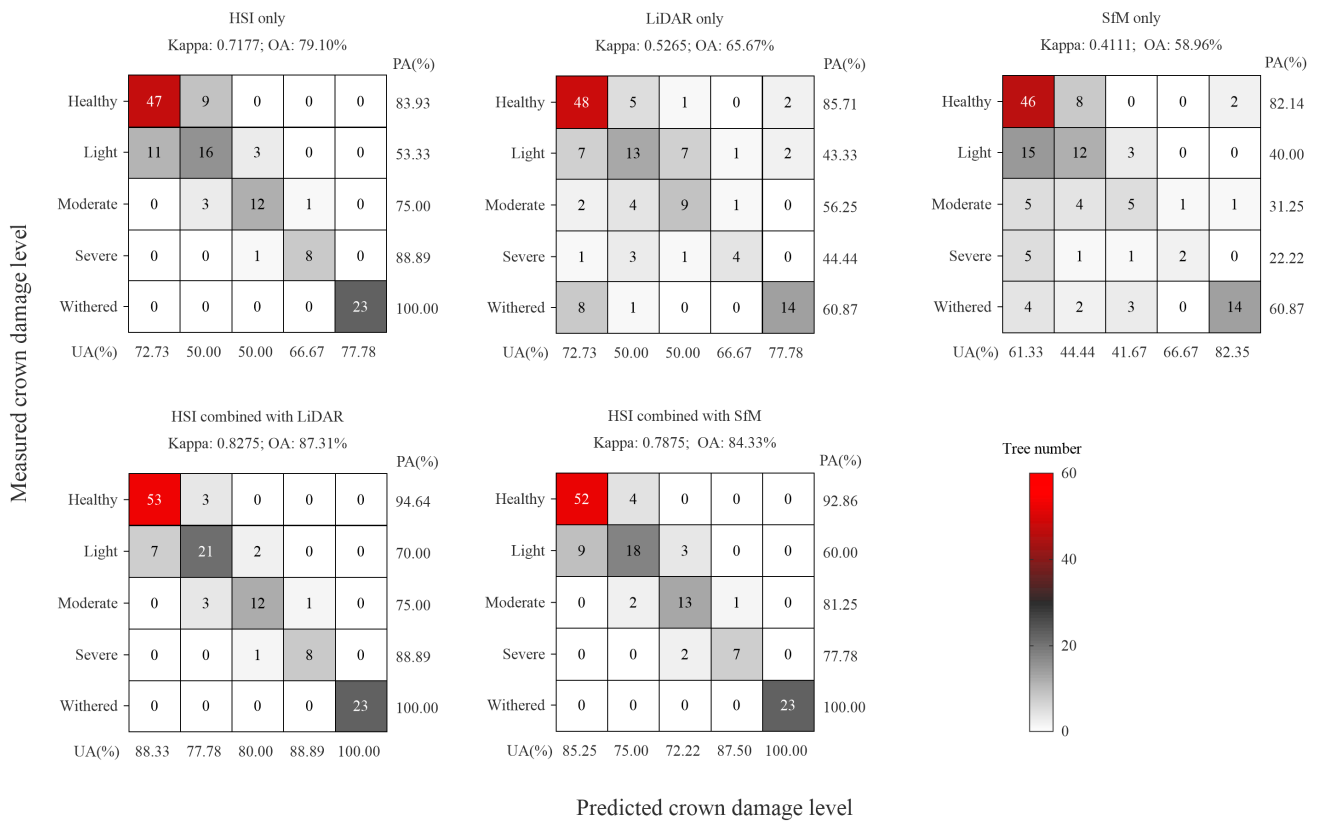 HSI only
Kappa: 0.7177; OA: 79.10%
PA(%)
Healthy 47 9 0 0 0 83.93
Light 11 16 3 0 0 53.33
Moderate 0 3 12 1 0 75.00
Severe 0 0 1 8 0 88.89
Withered 0 0 0 0 23 100.00
UA(%) 72.73 50.00 50.00 66.67 77.78
LiDAR only
Kappa: 0.5265; OA: 65.67%
PA(%)
Healthy 48 5 1 0 2 85.71
Light 7 13 7 1 2 43.33
Moderate 2 4 9 1 0 56.25
Severe 1 3 1 4 0 44.44
Withered 8 1 0 0 14 60.87
UA(%) 72.73 50.00 50.00 66.67 77.78
SfM only
Kappa: 0.4111; OA: 58.96%
PA(%)
Healthy 46 8 0 0 2 82.14
Light 15 12 3 0 0 40.00
Moderate 5 4 5 1 1 31.25
Severe 5 1 1 2 0 22.22
Withered 4 2 3 0 14 60.87
UA(%) 61.33 44.44 41.67 66.67 82.35
Measured crown damage level
HSI combined with LiDAR
Kappa: 0.8275; OA: 87.31%
PA(%)
Healthy 53 3 0 0 0 94.64
Light 7 21 2 0 0 70.00
Moderate 0 3 12 1 0 75.00
Severe 0 0 1 8 0 88.89
Withered 0 0 0 0 23 100.00
UA(%) 88.33 77.78 80.00 88.89 100.00
HSI combined with SfM
Kappa: 0.7875; OA: 84.33%
PA(%)
Healthy 52 4 0 0 0 92.86
Light 9 18 3 0 0 60.00
Moderate 0 2 13 1 0 81.25
Severe 0 0 2 7 0 77.78
Withered 0 0 0 0 23 100.00
UA(%) 85.25 75.00 72.22 87.50 100.00
Tree number
60
40
20
0
Predicted crown damage level